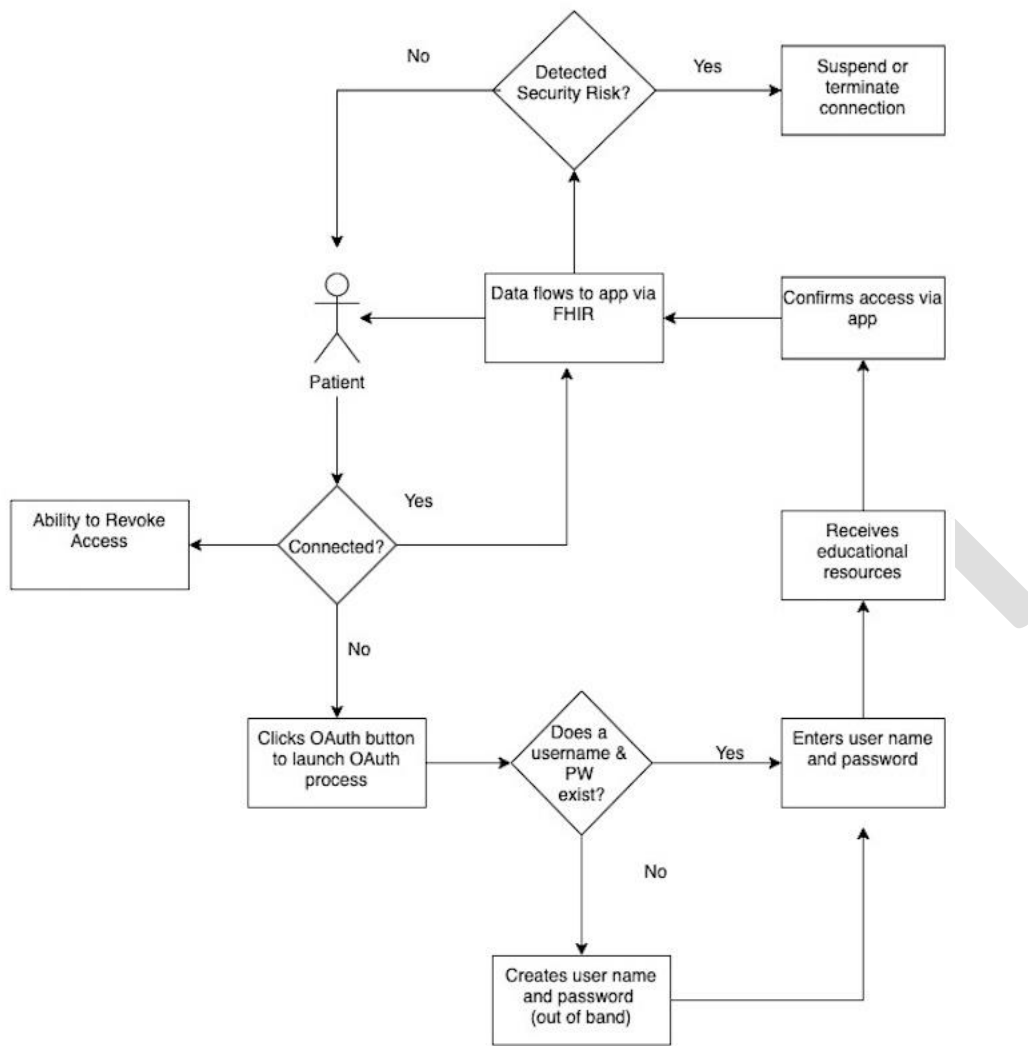 No
Detected
Security Risk?
Yes
Suspend or
terminate
connection
Patient
Data flows to app via
FHIR
Confirms access via
app
Ability to Revoke
Access
Connected?
Yes
Receives
educational
resources
No
Clicks OAuth button
to launch OAuth
process
Does a
username &
PW
exist?
Yes
Enters user name
and password
No
Creates user name
and password
(out of band)